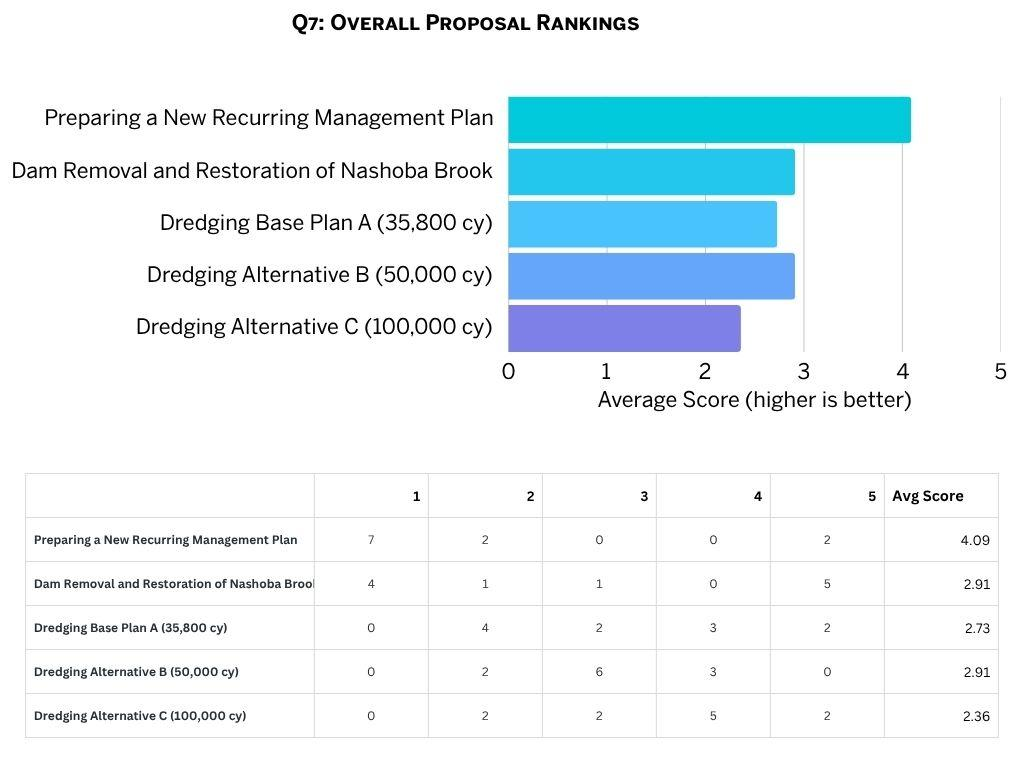 Q7: Overall Proposal Rankings
Preparing a New Recurring Management Plan
Dam Removal and Restoration of Nashoba Brook
Dredging Base Plan A (35,800 cy)
Dredging Alternative B (50,000 cy)
Dredging Alternative C (100,000 cy)
0 1 2 3 4 5
Average Score (higher is better)
1 2 3 4 5 Avg Score
Preparing a New Recurring Management Plan 7 2 0 0 2 4.09
Dam Removal and Restoration of Nashoba Brool 4 1 1 0 5 2.91
Dredging Base Plan A (35,800 cy) 0 4 2 3 2 2.73
Dredging Alternative B (50,000 cy) 0 2 6 3 0 2.91
Dredging Alternative C (100,000 cy) 0 2 2 5 2 2.36